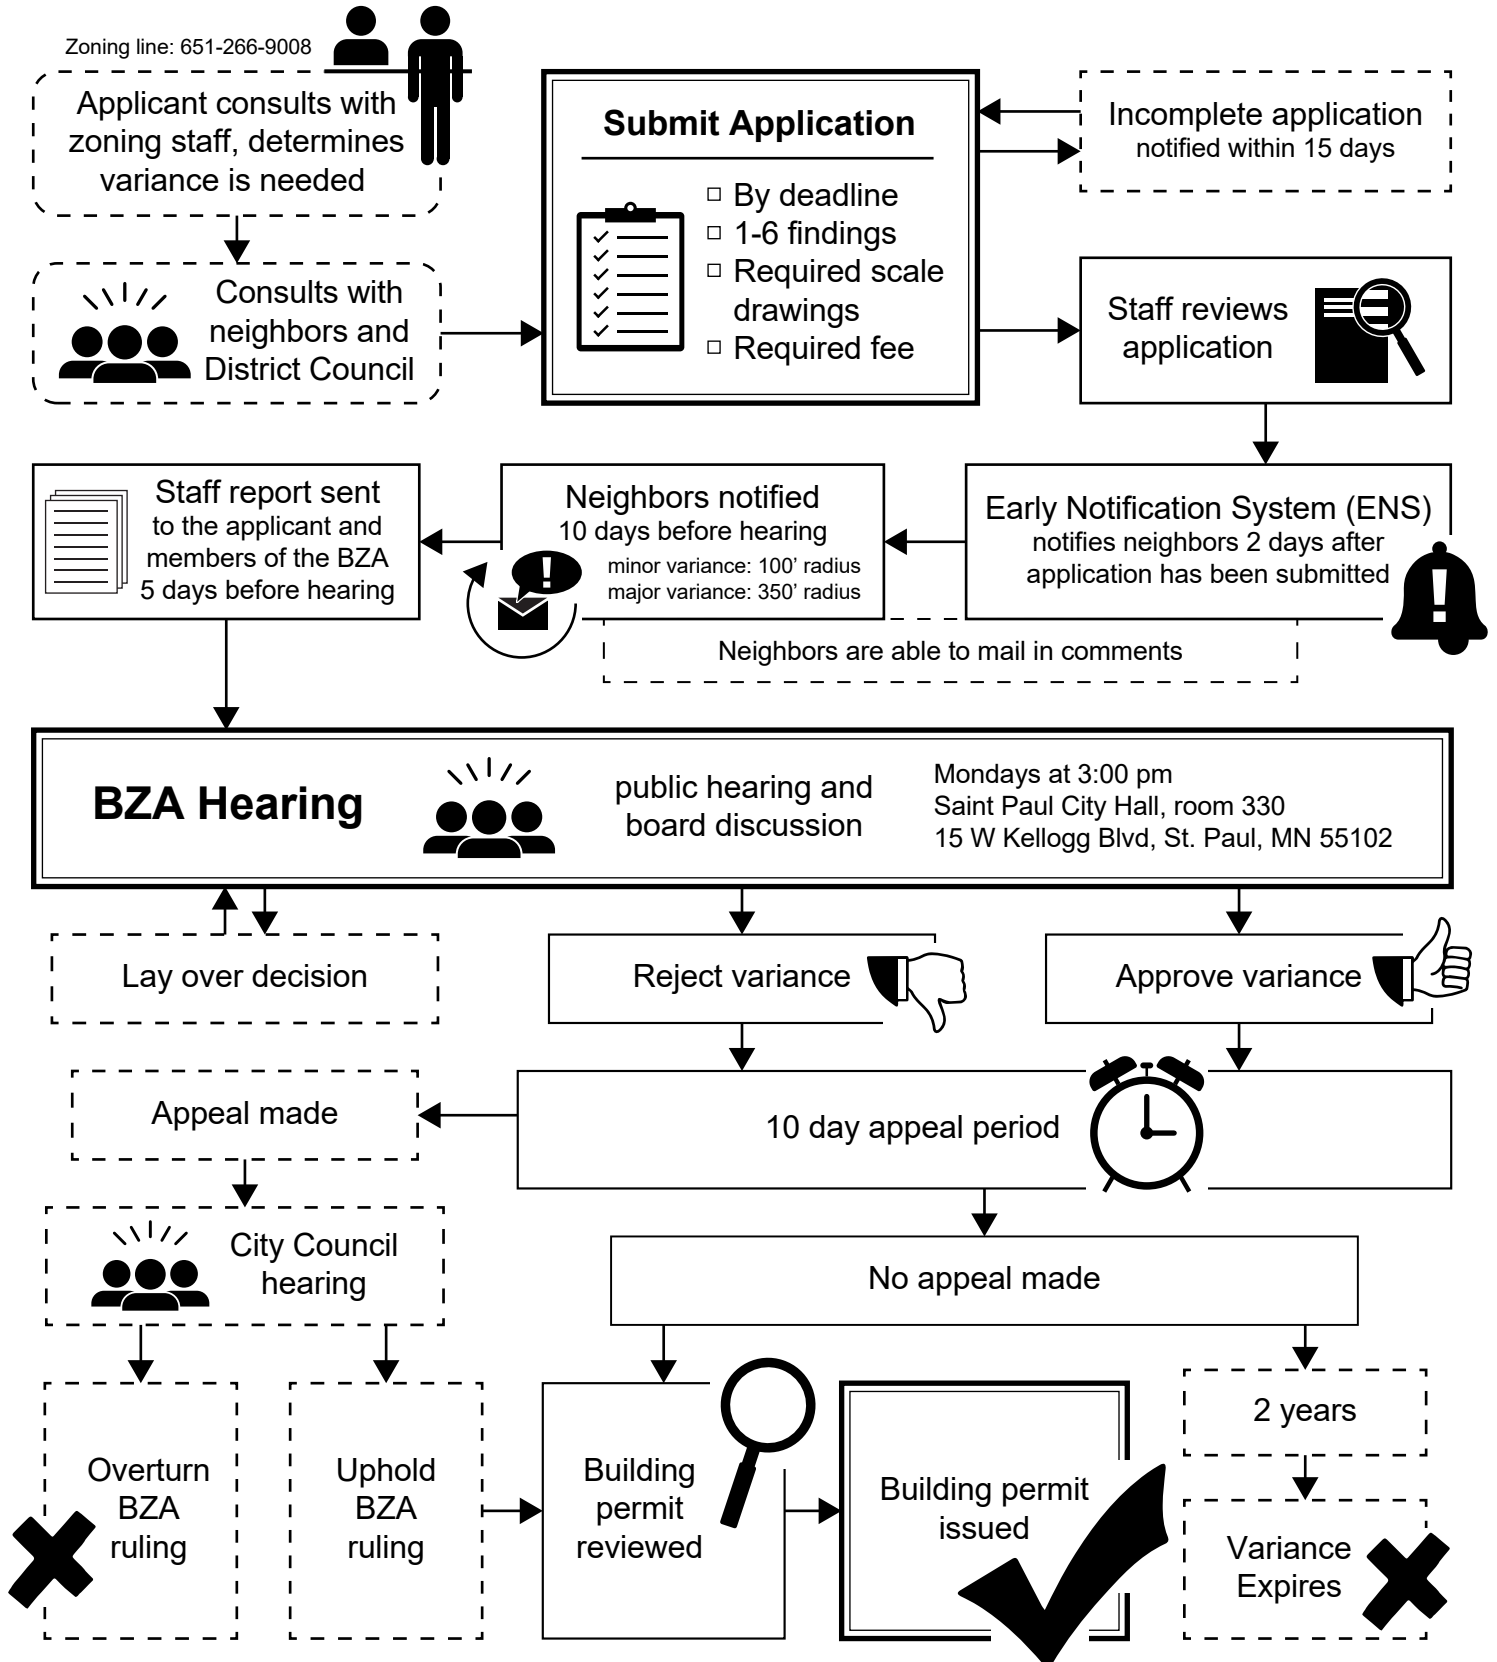 Zoning line: 651-266-9008
Applicant consults with
zoning staff, determines
variance is needed
Consults with
neighbors and
District Council
Submit Application
By deadline
1-6 findings
Required scale
drawings
Required fee
Incomplete application
notified within 15 days
Staff reviews
application
Early Notification System (ENS)
notifies neighbors 2 days after
application has been submitted
Neighbors notified
10 days before hearing
minor variance: 100’ radius
major variance: 350’ radius
Staff report sent
to the applicant and
members of the BZA
5 days before hearing
Neighbors are able to mail in comments
BZA Hearing
public hearing and
board discussion
Mondays at 3:00 pm
Saint Paul City Hall, room 330
15 W Kellogg Blvd, St. Paul, MN 55102
Lay over decision
Reject variance
Approve variance
10 day appeal period
Appeal made
City Council
hearing
No appeal made
Overturn
BZA
ruling
Uphold
BZA
ruling
Building
permit
reviewed
Building permit
issued
2 years
Variance
Expires